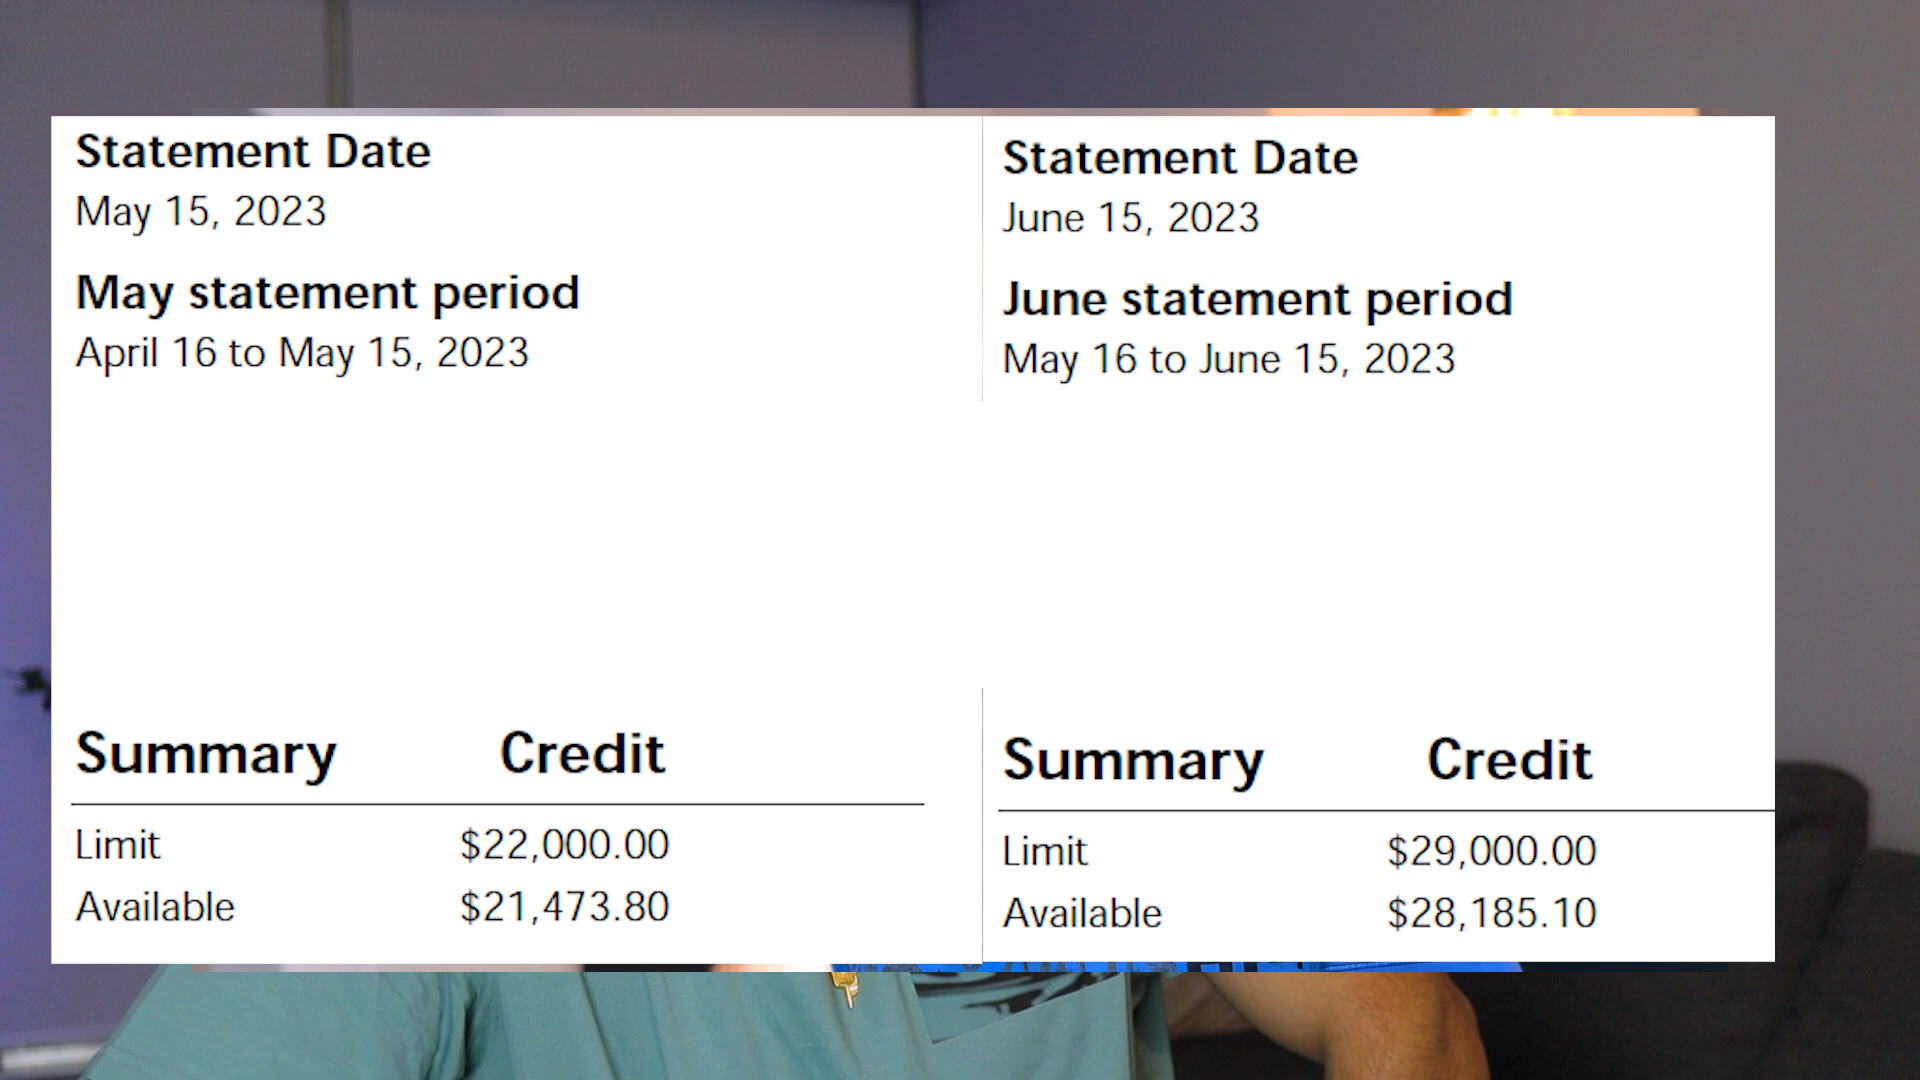 Statement Date
May 15, 2023
May statement period
April 16 to May 15, 2023
Summary Credit
Limit $22,000.00
Available $21,473.80
Statement Date
June 15, 2023
June statement period
May 16 to June 15, 2023
Summary Credit
Limit $29,000.00
Available $28,185.10